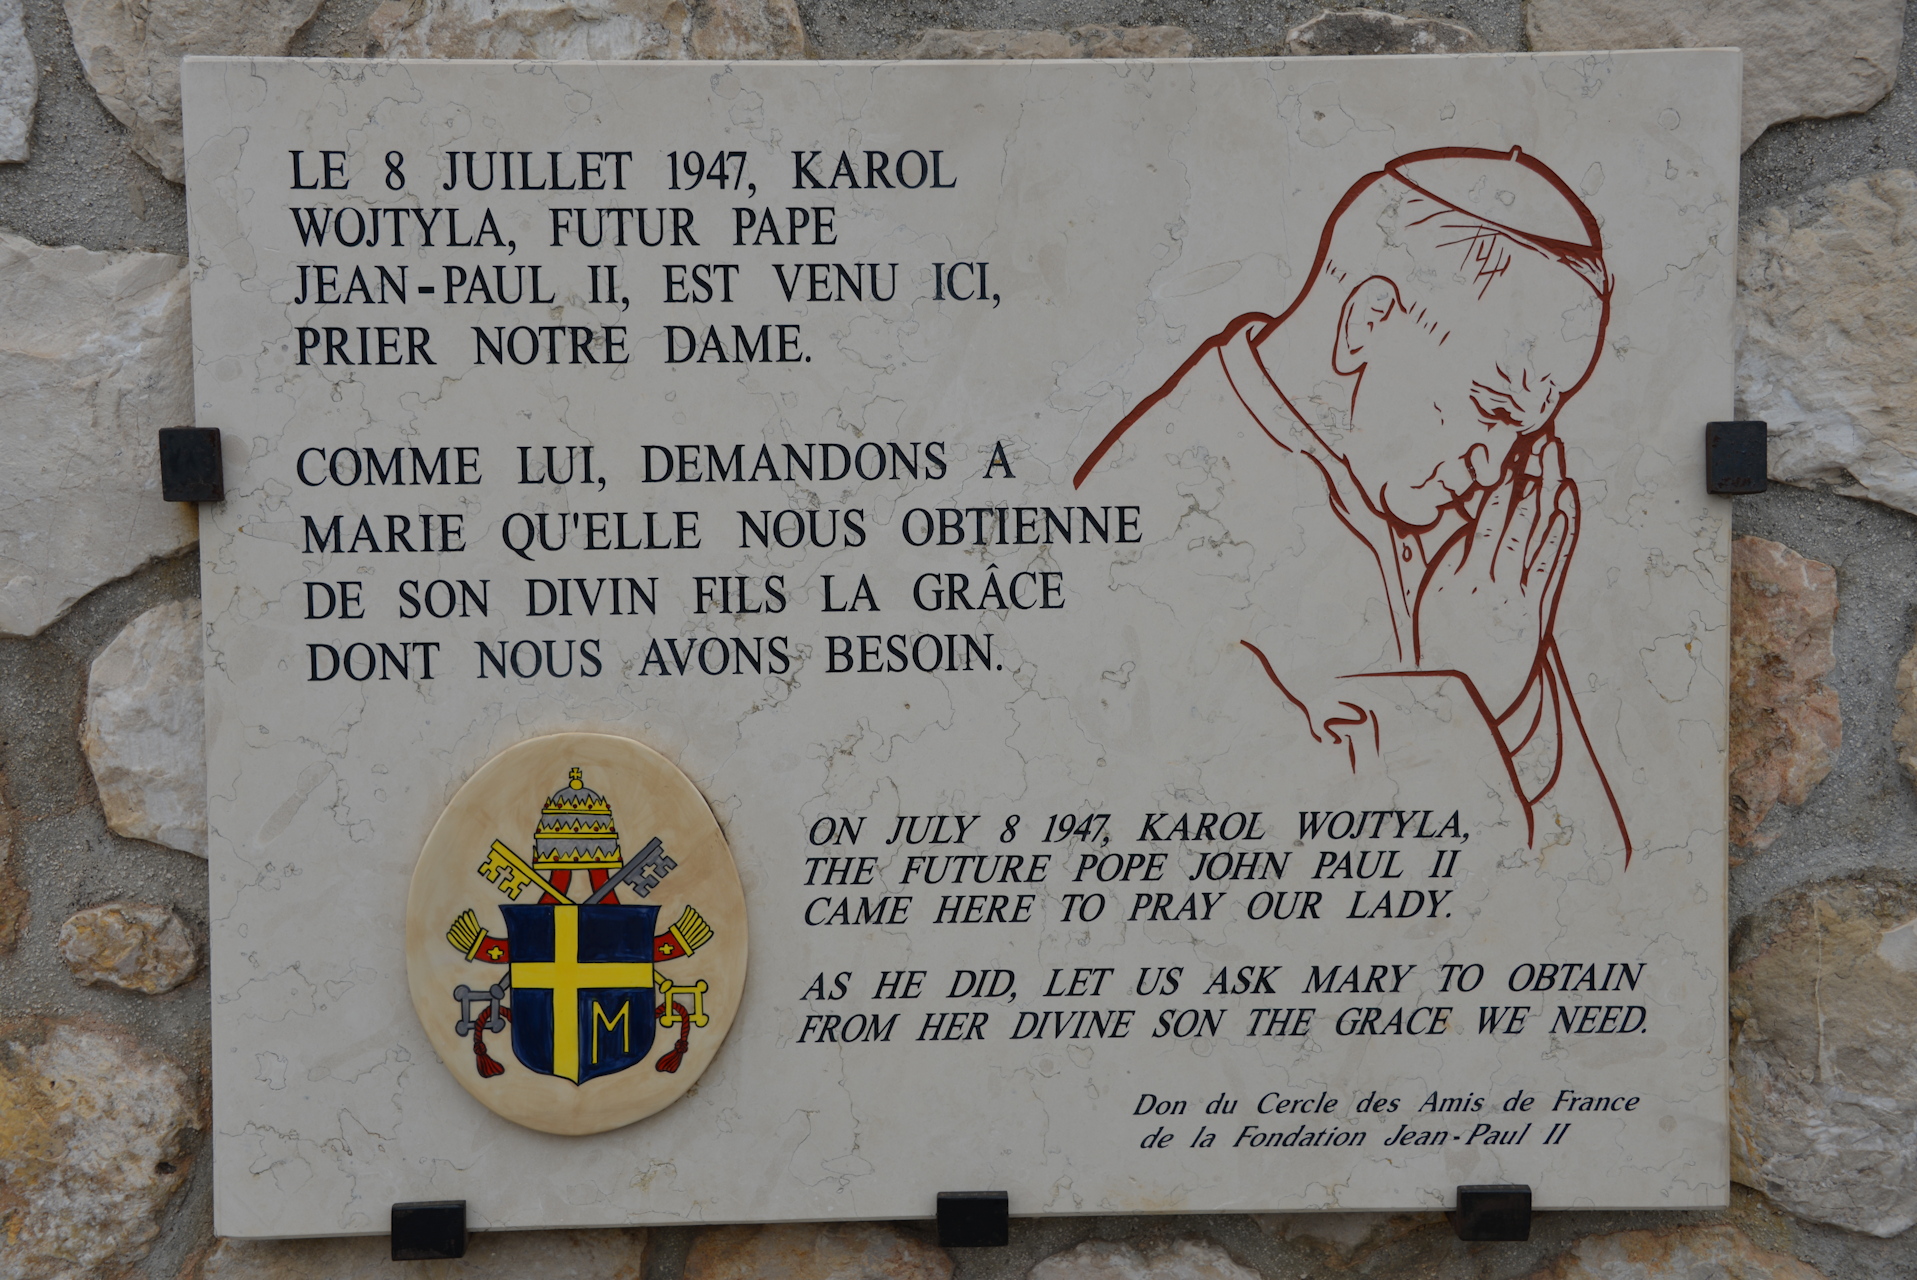 LE 8 JUILLET 1947, KAROL
WOJTYLA, FUTUR PAPE
JEAN-PAUL II, EST VENU ICI,
PRIER NOTRE DAME.
COMME LUI, DEMANDONS A
MARIE QU'ELLE NOUS OBTIENNE
DE SON DIVIN FILS LA GRÂCE
DONT NOUS AVONS BESOIN.
M
ON JULY 8 1947, KAROL WOJTYLA,
THE FUTURE POPE JOHN PAUL II
CAME HERE TO PRAY OUR LADY.
AS HE DID, LET US ASK MARY TO OBTAIN
FROM HER DIVINE SON THE GRACE WE NEED.
Don du Cercle des Amis de France
de la Fondation Jean-Paul II